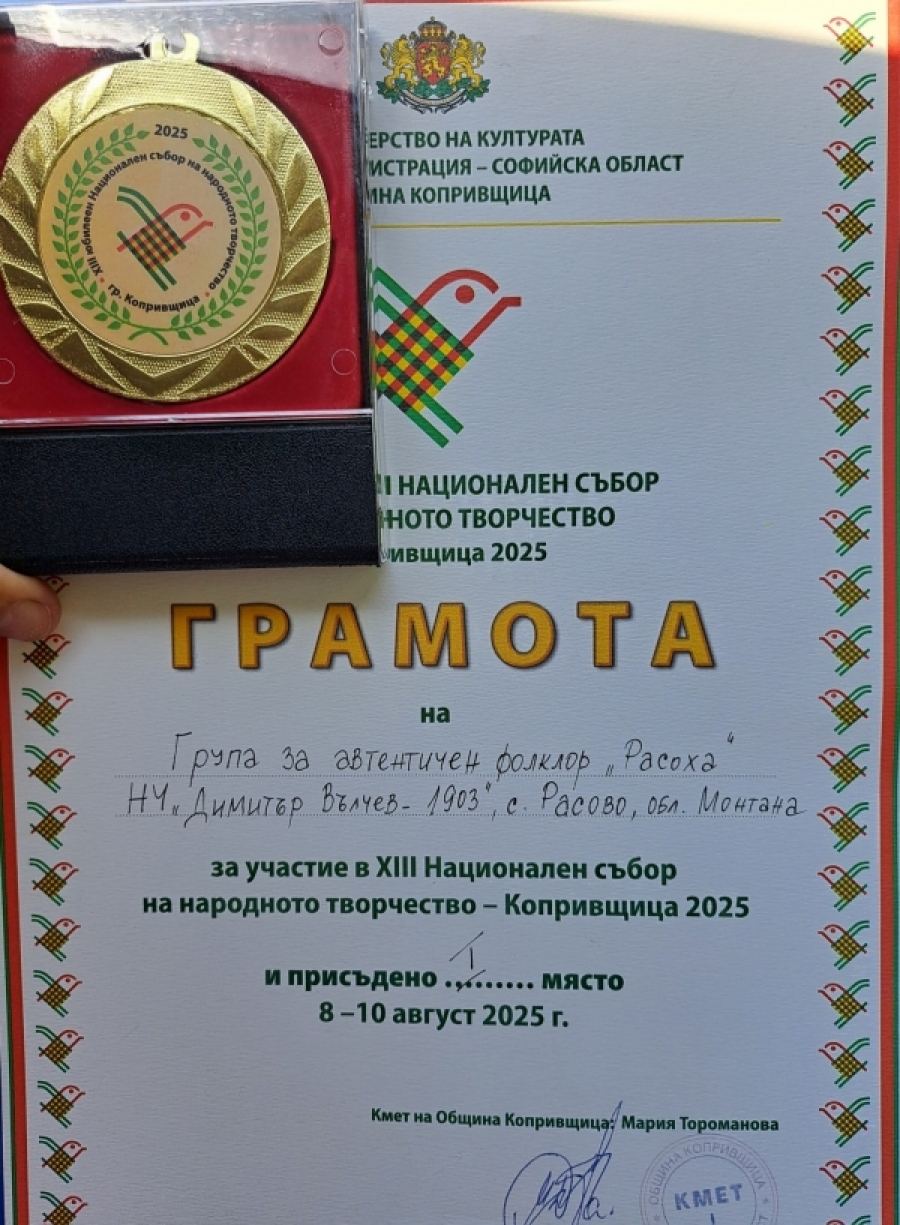 2025
XIII юбилеен Национален събор на народното творчество
гр. Копривщица
ЕРСТВО НА КУЛТУРАТА
ИСТРАЦИЯ – СОФИЙСКА ОБЛАСТ
ИНА КОПРИВЩИЦА
I НАЦИОНАЛЕН СЪБОР
НОТО ТВОРЧЕСТВО
ивщица 2025
ГРАМОТА
на
Група за автентичен фолклор „Расоха“
НЧ „Димитър Вълчев - 1903", с. Расово, обл. Монтана
за участие в XIII Национален събор
на народното творчество – Копривщица 2025
и присъдено ..I....... място
8 –10 август 2025 г.
Кмет на Община Копривщица: Мария Тороманова
ОБЩИНА КОПРИВЩИЦА
КМЕТ